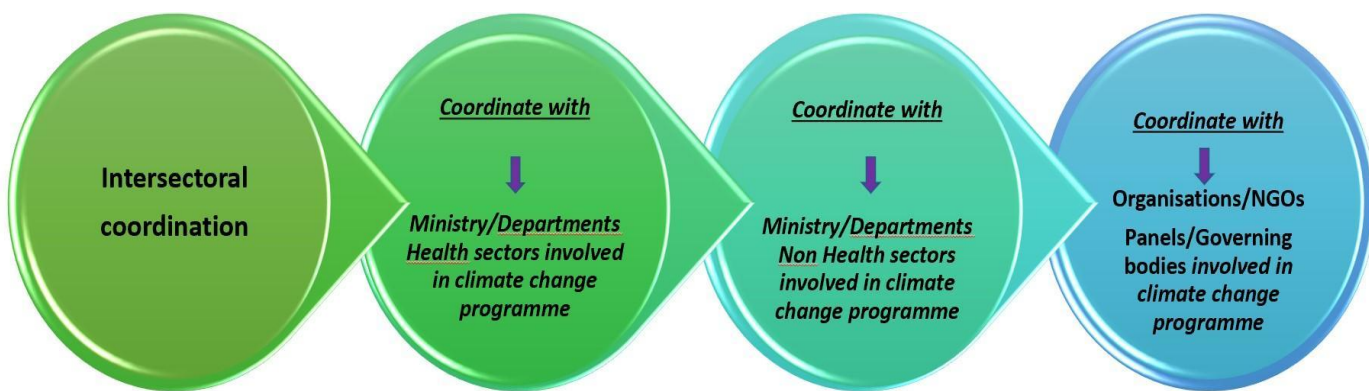 Intersectoral
coordination
Coordinate with
Ministry/Departments
Health sectors involved
in climate change
programme
Coordinate with
Ministry/Departments
Non Health sectors
involved in climate
change programme
Coordinate with
Organisations/NGOs
Panels/Governing
bodies involved in
climate change
programme